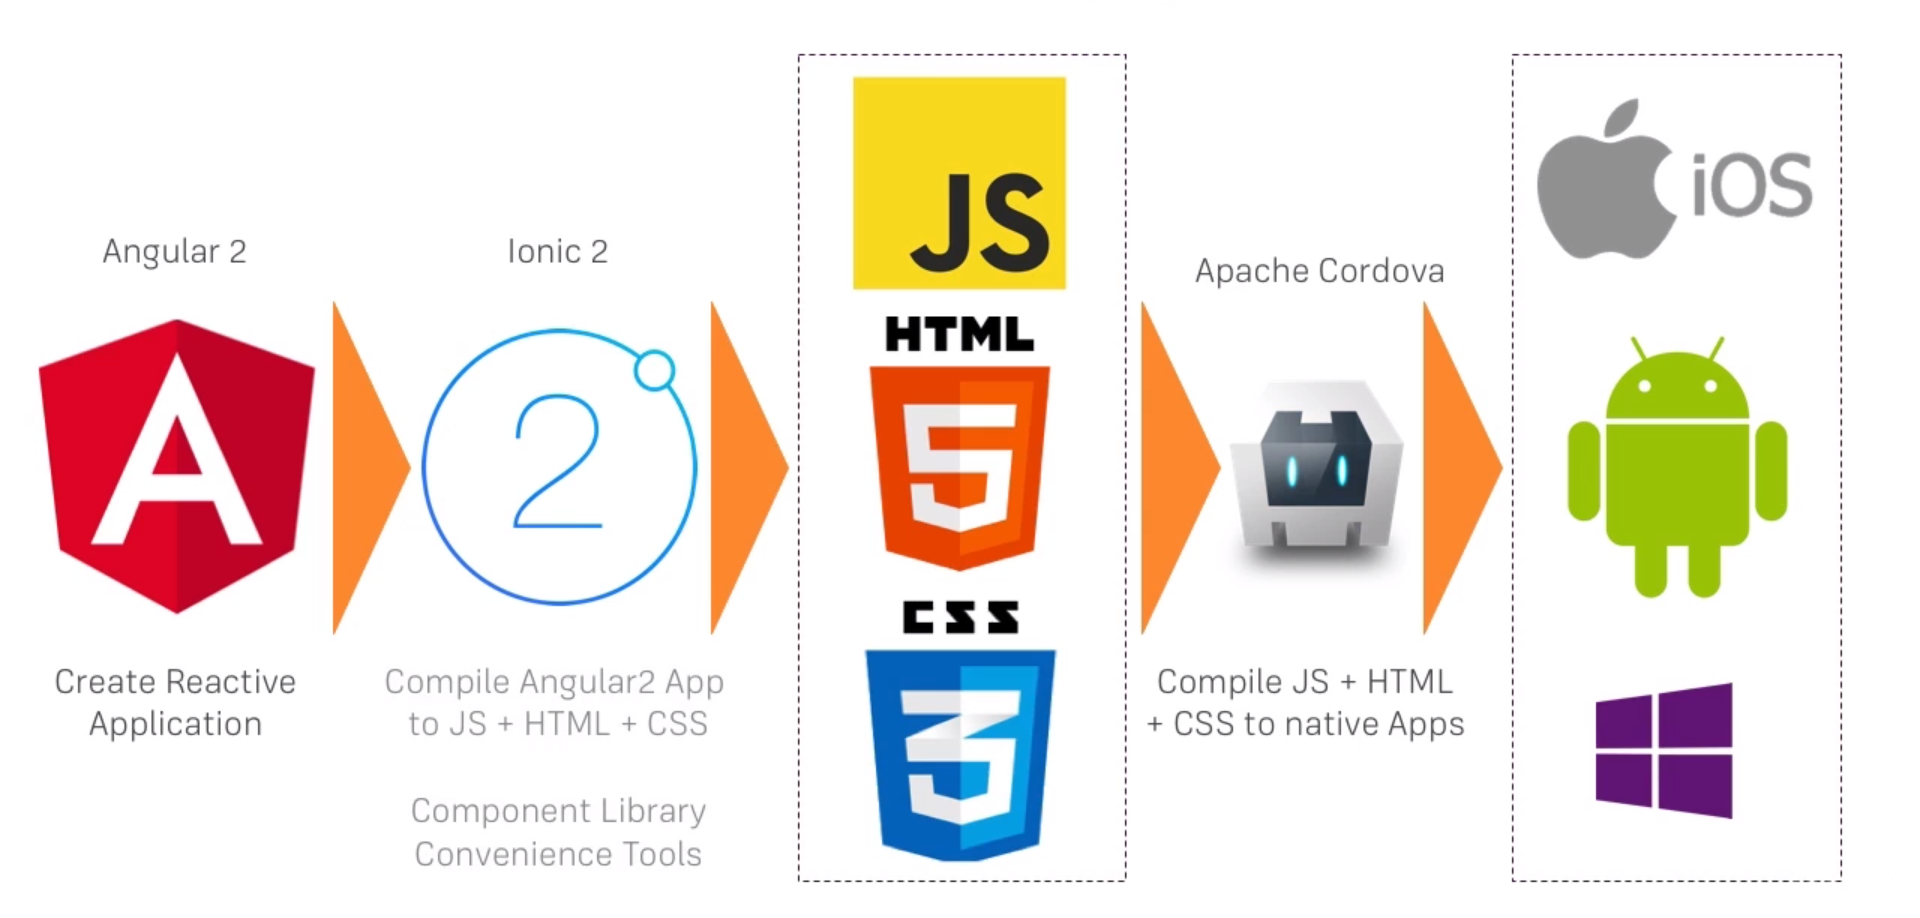 Angular 2
A
Create Reactive
Application
Ionic 2
2
Compile Angular2 App
to JS + HTML + CSS
Component Library
Convenience Tools
JS
HTML
5
CSS
3
Apache Cordova
Compile JS + HTML
+ CSS to native Apps
iOS